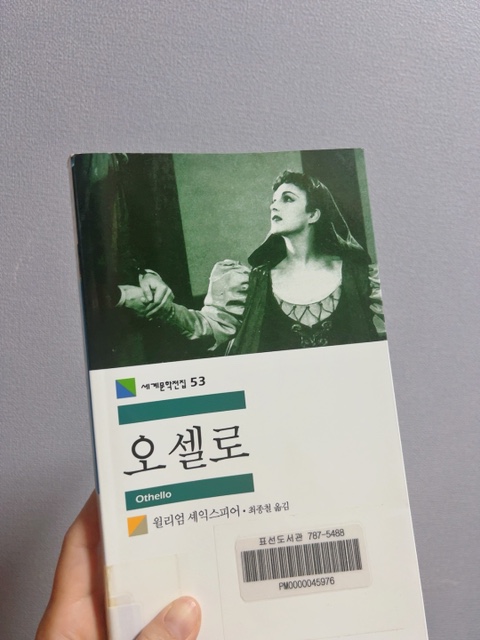 세계문학전집 53
오셀로
Othello
윌리엄 셰익스피어 · 최종철 옮김
표선도서관 787-5488
PM0000045976